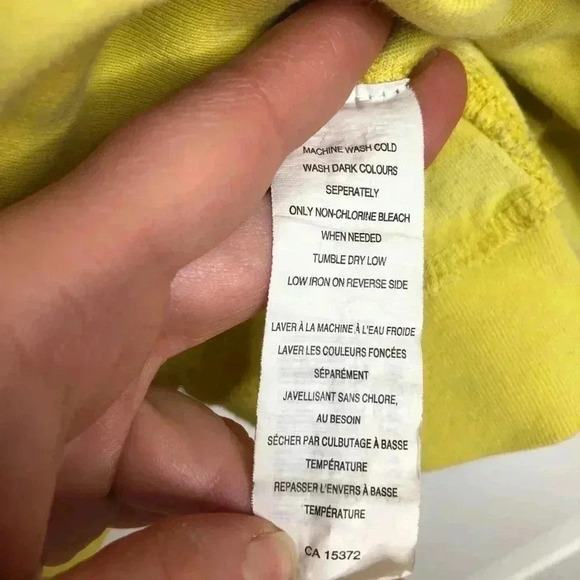 MACHINE WASH COLD
WASH DARK COLOURS
SEPERATELY
ONLY NON-CHLORINE BLEACH
WHEN NEEDED
TUMBLE DRY LOW
LOW IRON ON REVERSE SIDE
LAVER À LA MACHINE À L'EAU FROIDE
LAVER LES COULEURS FONCÉES
SÉPARÉMENT
JAVELLISANT SANS CHLORE,
AU BESOIN
SÉCHER PAR CULBUTAGE À BASSE
TEMPÉRATURE
REPASSER L'ENVERS À BASSE
TEMPÉRATURE
CA 15372